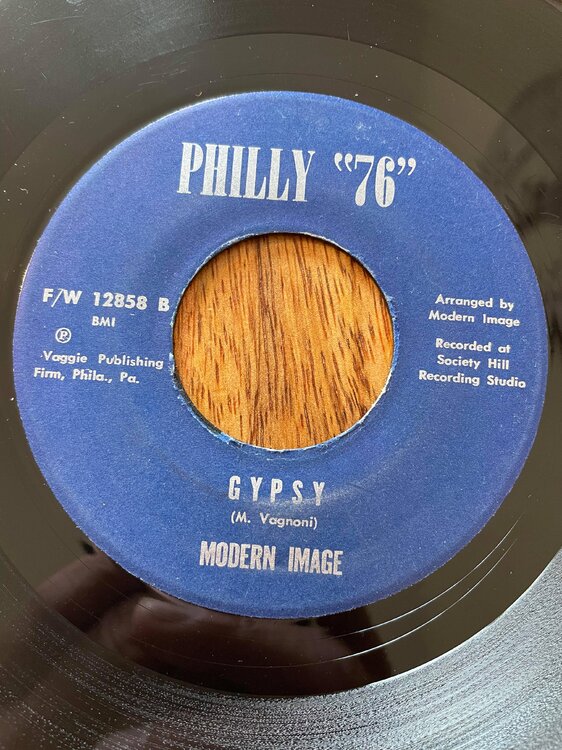 PHILLY “76”
F/W 12858 B
BMI
Ⓟ
Vaggie Publishing
Firm, Phila., Pa.
Arranged by
Modern Image
Recorded at
Society Hill
Recording Studio
GYPSY
(M. Vagnoni)
MODERN IMAGE